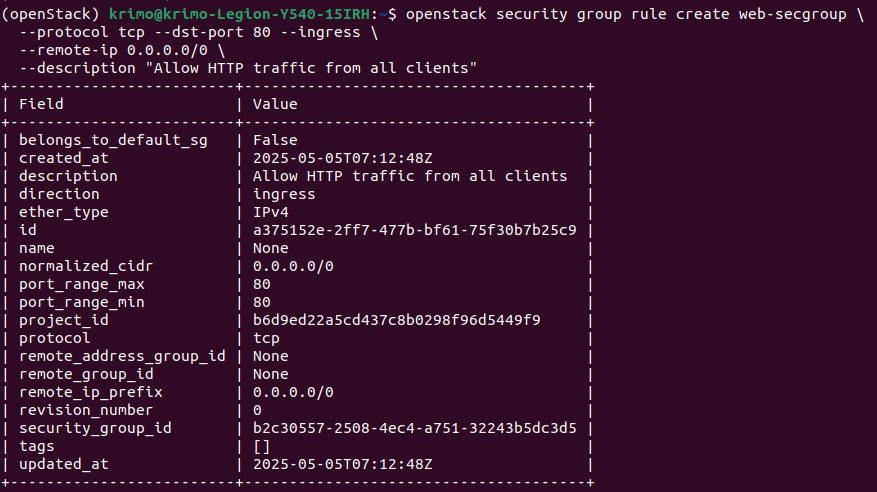 (openStack) krimo@krimo-Legion-Y540-15IRH:~$ openstack security group rule create web-secgroup \
  --protocol tcp --dst-port 80 --ingress \
  --remote-ip 0.0.0.0/0 \
  --description "Allow HTTP traffic from all clients"
+-------------------------+--------------------------------------+
| Field                   | Value                                |
+-------------------------+--------------------------------------+
| belongs_to_default_sg   | False                                |
| created_at              | 2025-05-05T07:12:48Z                 |
| description             | Allow HTTP traffic from all clients  |
| direction               | ingress                              |
| ether_type              | IPv4                                 |
| id                      | a375152e-2ff7-477b-bf61-75f30b7b25c9 |
| name                    | None                                 |
| normalized_cidr         | 0.0.0.0/0                            |
| port_range_max          | 80                                   |
| port_range_min          | 80                                   |
| project_id              | b6d9ed22a5cd437c8b0298f96d5449f9     |
| protocol                | tcp                                  |
| remote_address_group_id | None                                 |
| remote_group_id         | None                                 |
| remote_ip_prefix        | 0.0.0.0/0                            |
| revision_number         | 0                                    |
| security_group_id       | b2c30557-2508-4ec4-a751-32243b5dc3d5 |
| tags                    | []                                   |
| updated_at              | 2025-05-05T07:12:48Z                 |
+-------------------------+--------------------------------------+